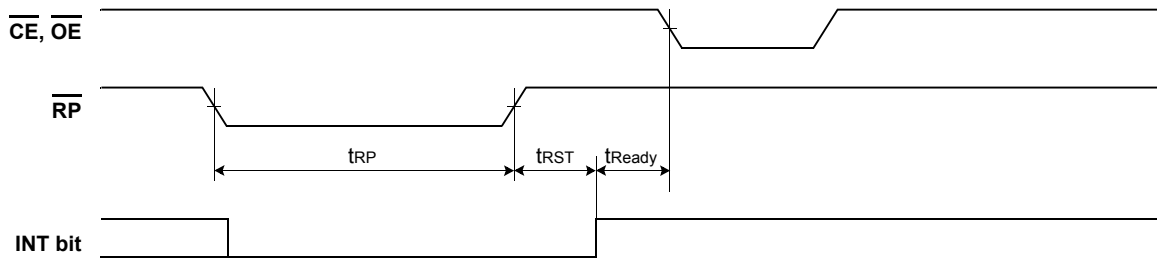 CE, OE
RP
tRP
tRST
tReady
INT bit